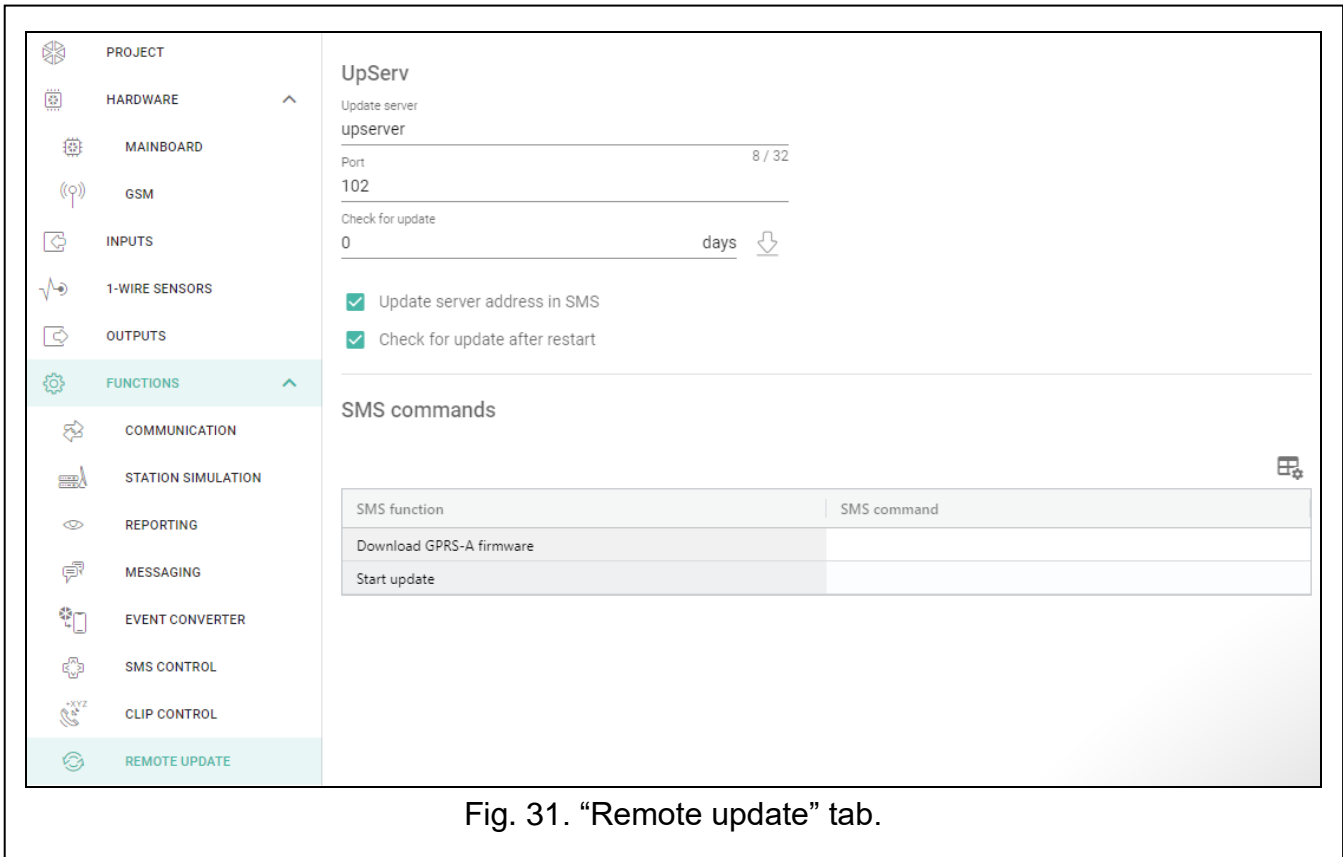 PROJECT
HARDWARE
MAINBOARD
GSM
INPUTS
1-WIRE SENSORS
OUTPUTS
FUNCTIONS
COMMUNICATION
STATION SIMULATION
REPORTING
MESSAGING
EVENT CONVERTER
SMS CONTROL
+XYZ
CLIP CONTROL
REMOTE UPDATE
UpServ
Update server
upserver
8 / 32
Port
102
Check for update
0 days
Update server address in SMS
Check for update after restart
SMS commands
SMS function SMS command
Download GPRS-A firmware
Start update
Fig. 31. “Remote update” tab.